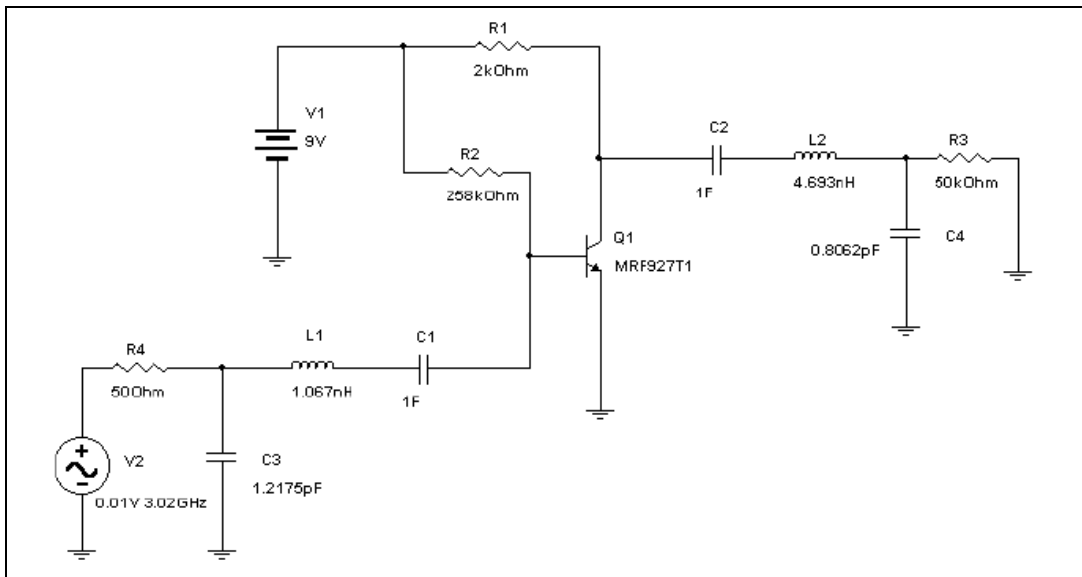 R1
2kOhm
V1
9V
R2
258kOhm
C2
1F
L2
4.693nH
R3
50kOhm
Q1
MRF927T1
0.8062pF
C4
R4
50Ohm
L1
1.067nH
C1
1F
V2
0.01V 3.02GHz
C3
1.2175pF